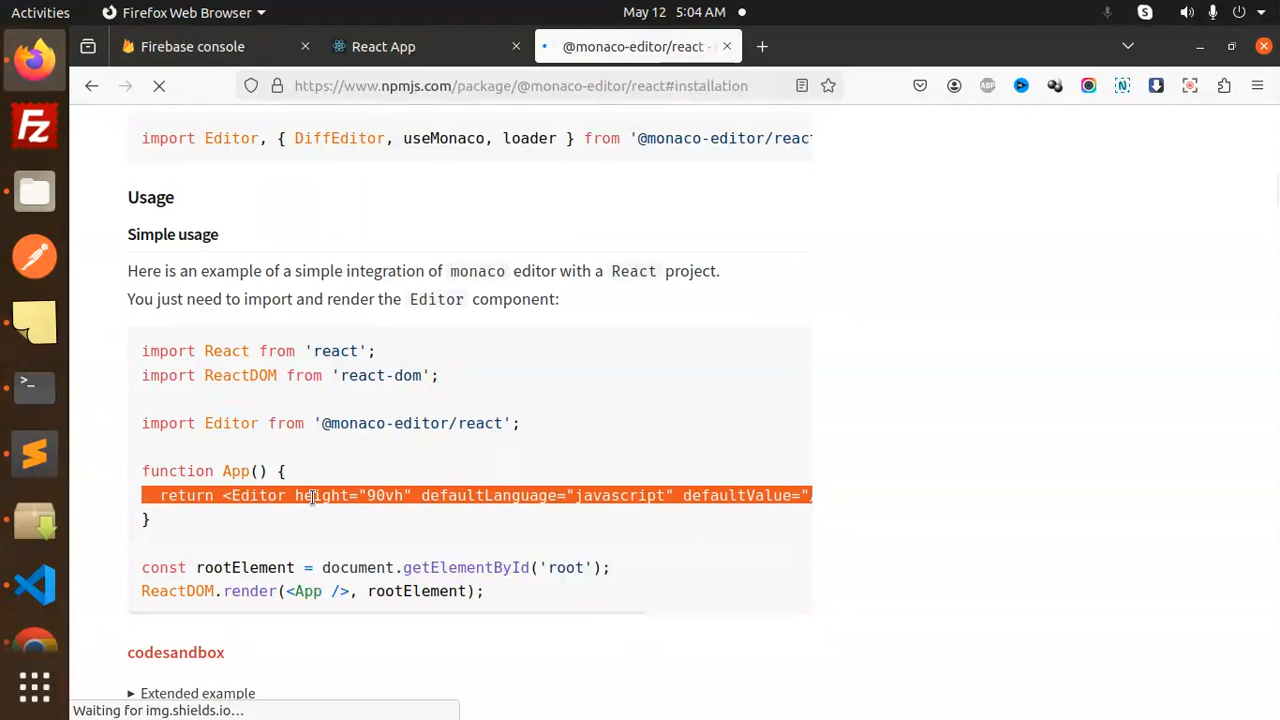 Activities
Firefox Web Browser
May 12 5:04 AM
Firebase console
React App
@monaco-editor/react -
https://www.npmjs.com/package/@monaco-editor/react#installation
import Editor, { DiffEditor, useMonaco, loader } from '@monaco-editor/react
Usage
Simple usage
Here is an example of a simple integration of monaco editor with a React project.
You just need to import and render the Editor component:
import React from 'react';
import ReactDOM from 'react-dom';
import Editor from '@monaco-editor/react';
function App() {
return <Editor height="90vh" defaultLanguage="javascript" defaultValue="/
}
const rootElement = document.getElementById('root');
ReactDOM.render(<App />, rootElement);
codesandbox
Extended example
Waiting for img.shields.io…